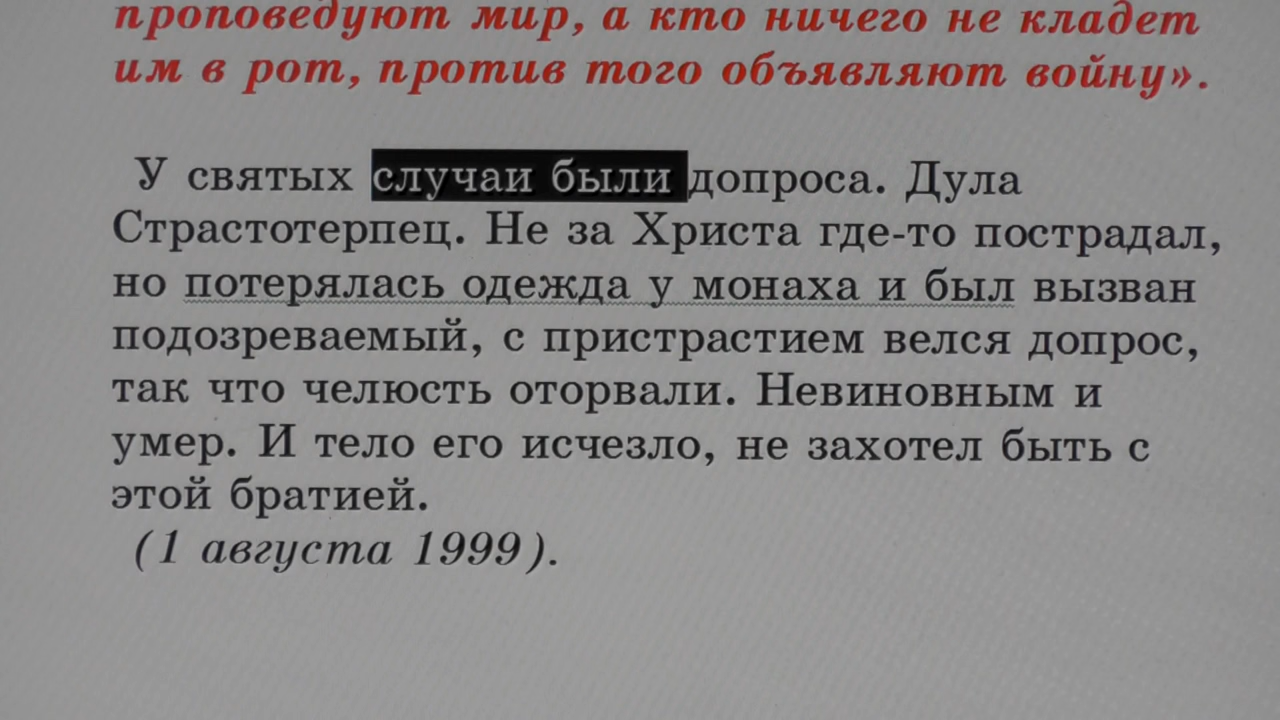 проповедуют мир, а кто ничего не кладет
им в рот, против того объявляют войну».
У святых случаи были допроса. Дула
Страстотерпец. Не за Христа где-то пострадал,
но потерялась одежда у монаха и был вызван
подозреваемый, с пристрастием велся допрос,
так что челюсть оторвали. Невиновным и
умер. И тело его исчезло, не захотел быть с
этой братией.
(1 августа 1999).